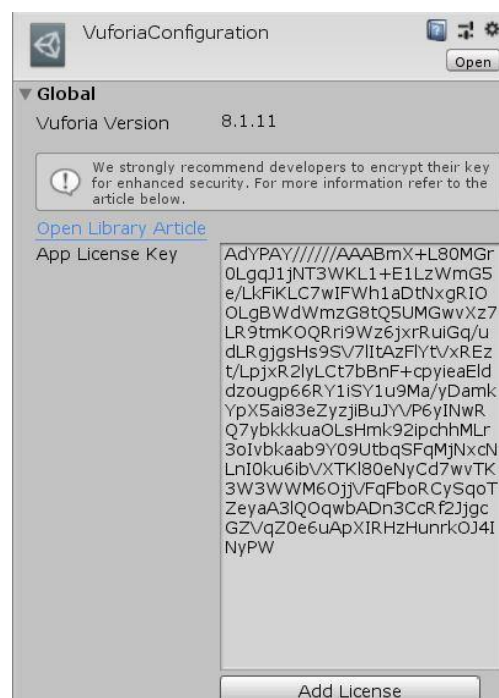 VuforiaConfiguration
Open
Global
Vuforia Version 8.1.11
We strongly recommend developers to encrypt their key
for enhanced security. For more information refer to the
article below.
Open Library Article
App License Key AdYPAY//////AAABmX+L80MGr
0LgqJ1jNT3WKL1+E1LzWmG5
e/LkFiKLC7wIFWh1aDtNxgRIO
OLgBWdWmzG8tQ5UMGwvXz7
LR9tmKOQRri9Wz6jxrRuiGq/u
dLRgjgsHs9SV7lItAzFlYtVxREz
t/LpjxR2lyLCt7bBnF+cpyieaEld
dzougp66RY1iSY1u9Ma/yDamk
YpX5ai83eZyzjiBuJYVP6yINwR
Q7ybkkkuaOLsHmk92ipchhMLr
3oIvbkaab9Y09UtbqSFqMjNxcN
LnI0ku6ibVXTKl80eNyCd7wvTK
3W3WWM6OjjVFqFboRCySqoT
ZeyaA3lQOqwbADn3CcRf2Jjgc
GZVqZ0e6uApXIRHzHunrkOJ4I
NyPW
Add License